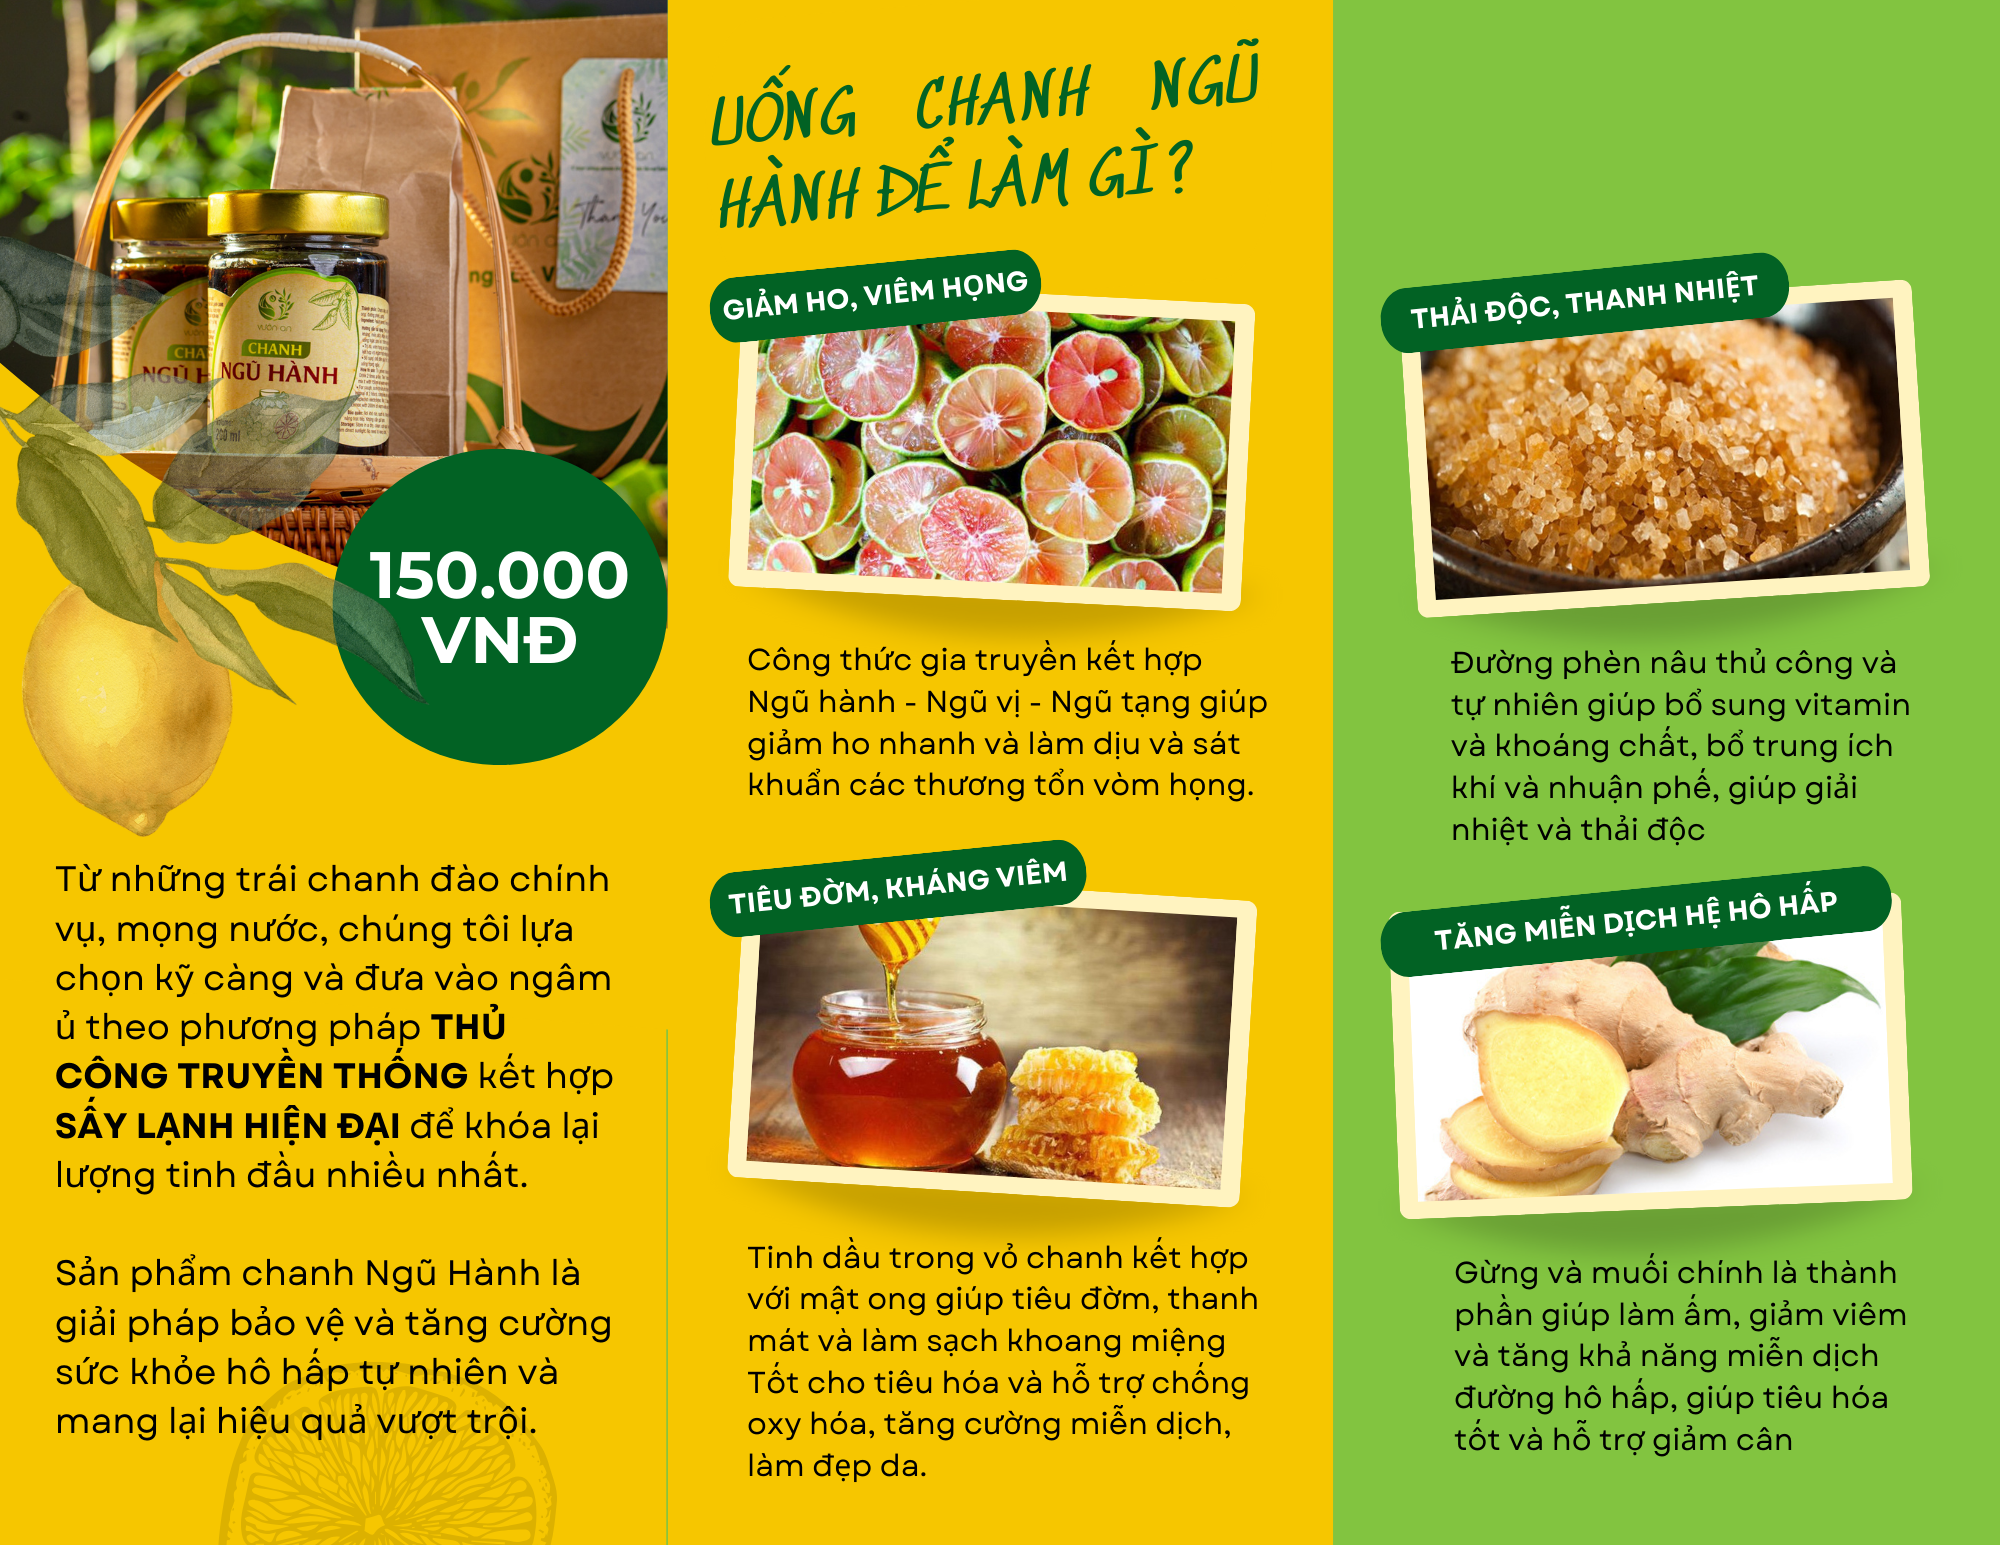 vườn an
CHANH
NGŨ HÀNH
Thank You
150.000
VNĐ
Từ những trái chanh đào chính
vụ, mọng nước, chúng tôi lựa
chọn kỹ càng và đưa vào ngâm
ủ theo phương pháp THỦ
CÔNG TRUYỀN THỐNG kết hợp
SẤY LẠNH HIỆN ĐẠI để khóa lại
lượng tinh đầu nhiều nhất.
Sản phẩm chanh Ngũ Hành là
giải pháp bảo vệ và tăng cường
sức khỏe hô hấp tự nhiên và
mang lại hiệu quả vượt trội.
UỐNG CHANH NGŨ
HÀNH ĐỂ LÀM GÌ?
GIẢM HO, VIÊM HỌNG
Công thức gia truyền kết hợp
Ngũ hành - Ngũ vị - Ngũ tạng giúp
giảm ho nhanh và làm dịu và sát
khuẩn các thương tổn vòm họng.
TIÊU ĐỜM, KHÁNG VIÊM
Tinh dầu trong vỏ chanh kết hợp
với mật ong giúp tiêu đờm, thanh
mát và làm sạch khoang miệng
Tốt cho tiêu hóa và hỗ trợ chống
oxy hóa, tăng cường miễn dịch,
làm đẹp da.
THẢI ĐỘC, THANH NHIỆT
Đường phèn nâu thủ công và
tự nhiên giúp bổ sung vitamin
và khoáng chất, bổ trung ích
khí và nhuận phế, giúp giải
nhiệt và thải độc
TĂNG MIỄN DỊCH HỆ HÔ HẤP
Gừng và muối chính là thành
phần giúp làm ấm, giảm viêm
và tăng khả năng miễn dịch
đường hô hấp, giúp tiêu hóa
tốt và hỗ trợ giảm cân